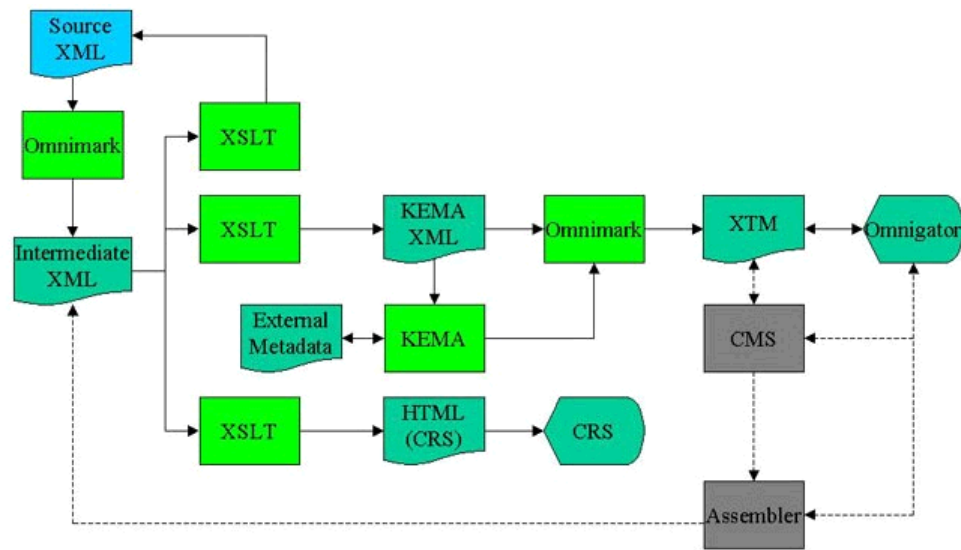 Source
XML
Omnimark
XSLT
Intermediate
XML
XSLT
KEMA
XML
Omnimark
XTM
Omnigator
External
Metadata
KEMA
CMS
XSLT
HTML
(CRS)
CRS
Assembler